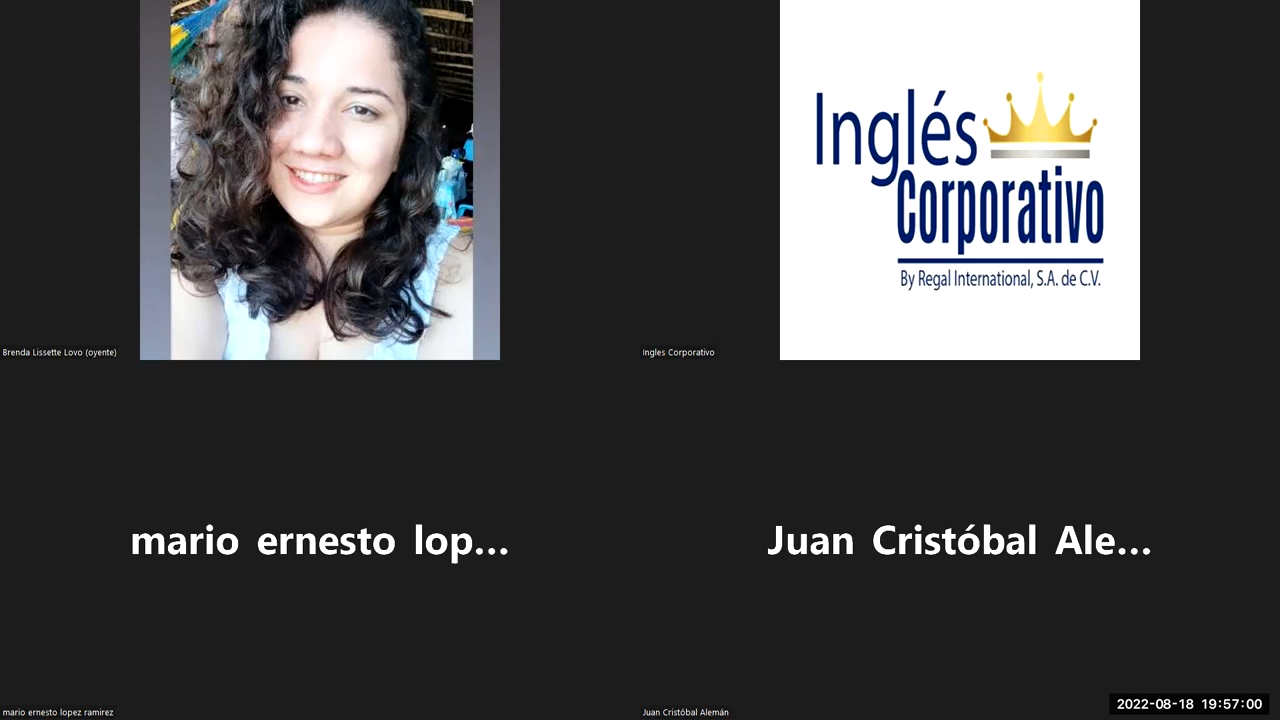 Inglés
Corporativo
By Regal International, S.A. de C.V.
Brenda Lissette Lovo (oyente)
Ingles Corporativo
mario ernesto lop...
Juan Cristóbal Ale...
mario ernesto lopez ramirez
Juan Cristóbal Alemán
2022-08-18 19:57:00